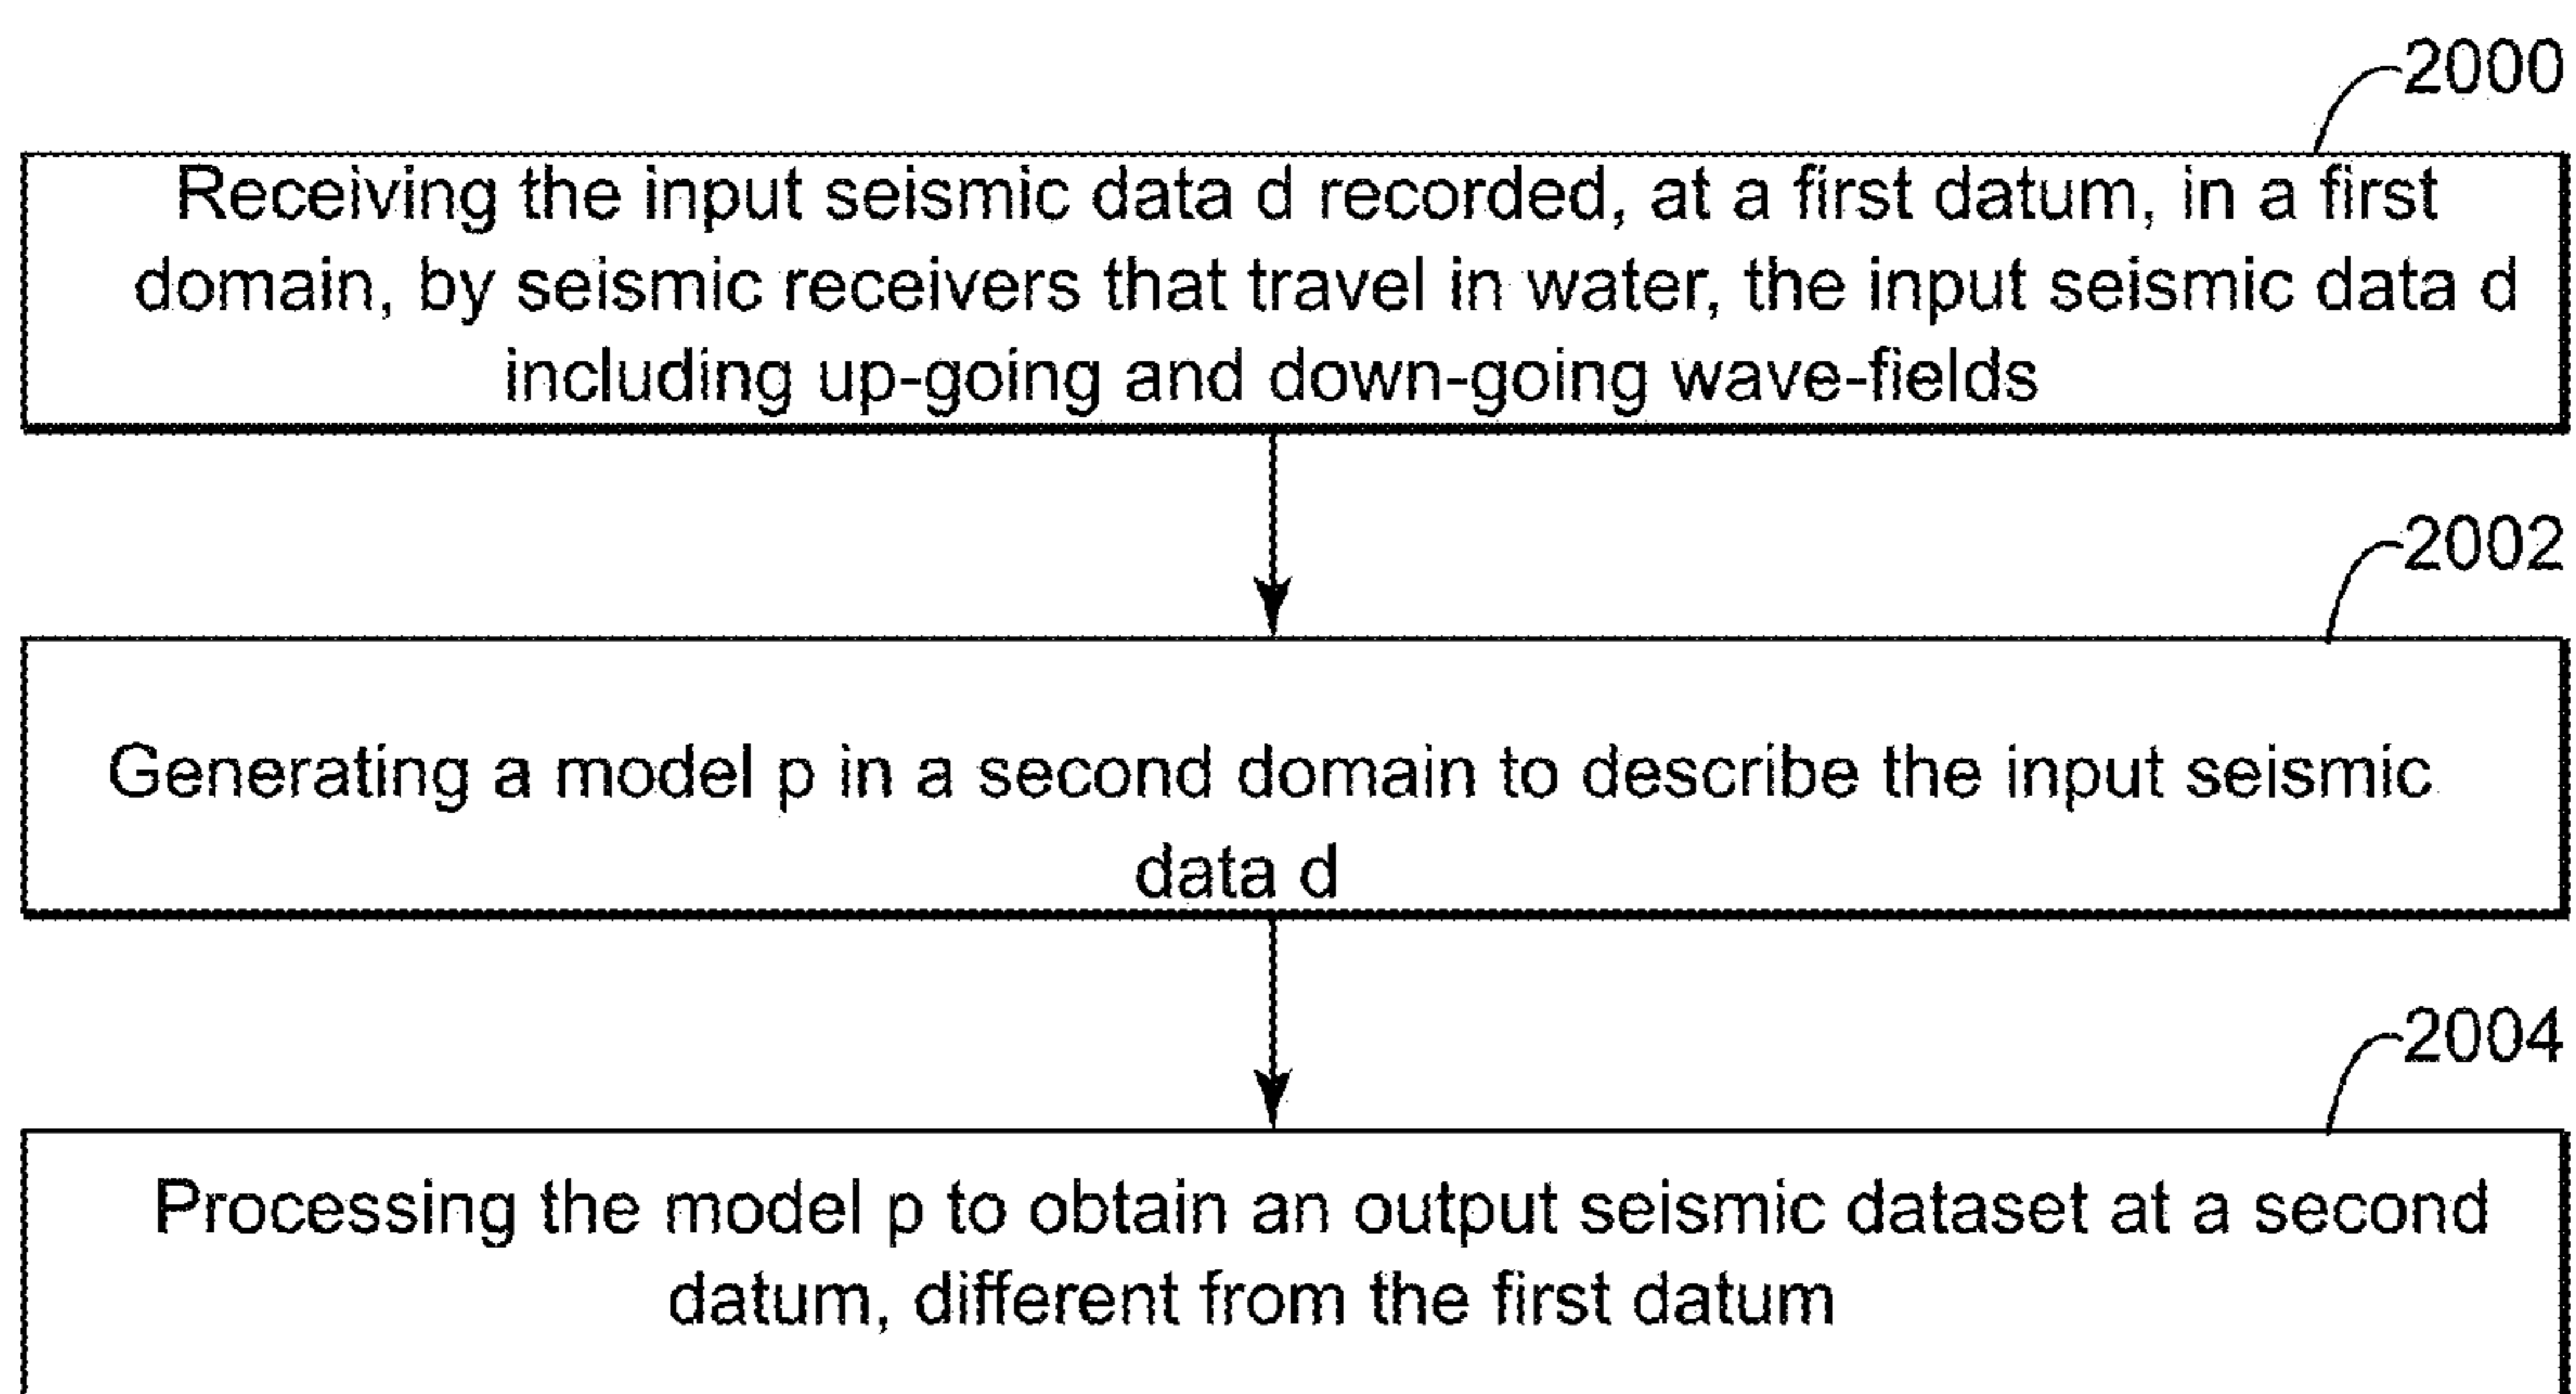 2000
Receiving the input seismic data d recorded, at a first datum, in a first
domain, by seismic receivers that travel in water, the input seismic data d
including up-going and down-going wave-fields
2002
Generating a model p in a second domain to describe the input seismic
data d
2004
Processing the model p to obtain an output seismic dataset at a second
datum, different from the first datum